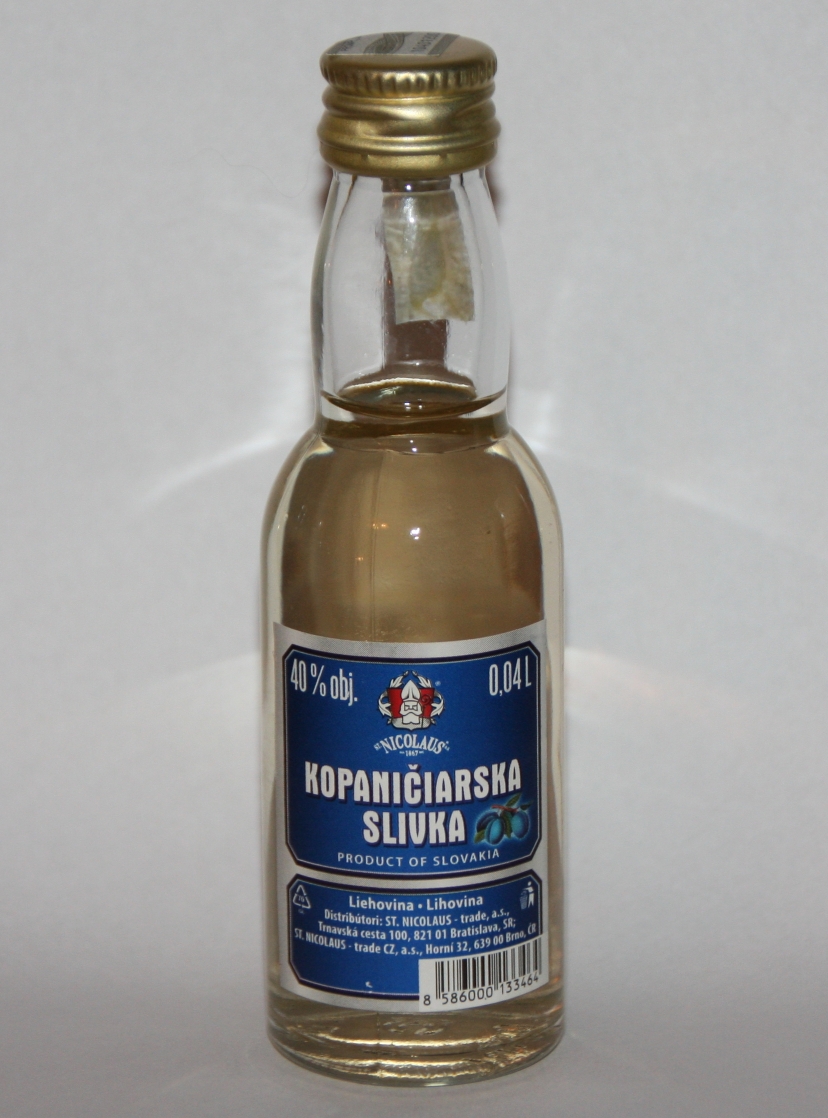 40 % obj.
0,04 L
ST. NICOLAUS
1867
KOPANIČIARSKA
SLIVKA
PRODUCT OF SLOVAKIA
Liehovina • Lihovina
Distribútori: ST. NICOLAUS - trade, a.s.,
Trnavská cesta 100, 821 01 Bratislava, SR;
ST. NICOLAUS - trade CZ, a.s., Horní 32, 639 00 Brno, ČR
8 586000 133464